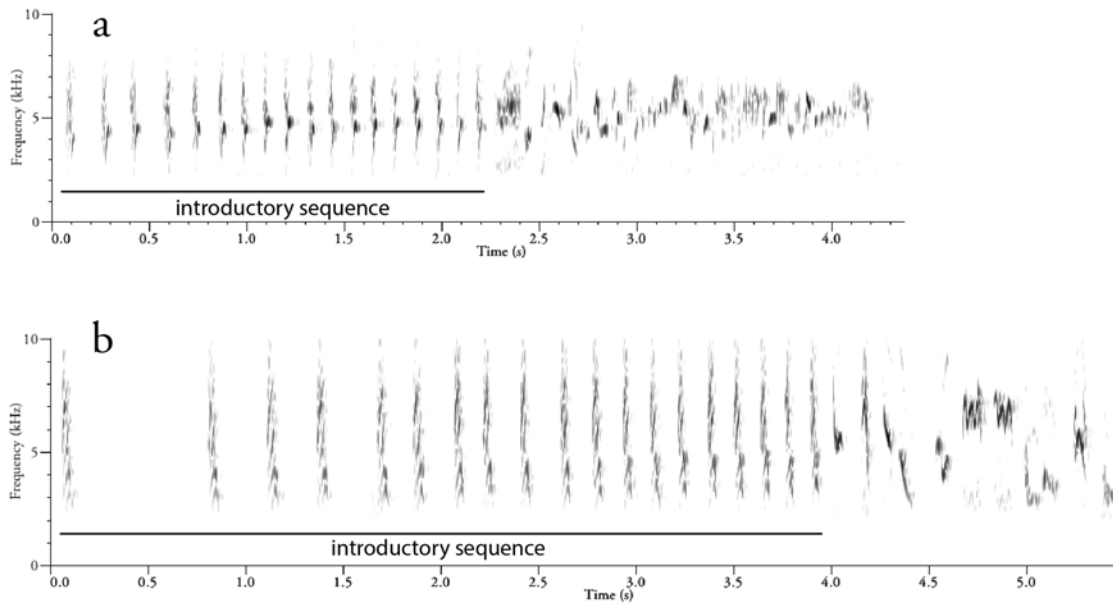 a
10
5
0
Frequency (kHz)
introductory sequence
0.0 0.5 1.0 1.5 2.0 2.5 3.0 3.5 4.0
Time (s)
b
10
5
0
Frequency (kHz)
introductory sequence
0.0 0.5 1.0 1.5 2.0 2.5 3.0 3.5 4.0 4.5 5.0
Time (s)